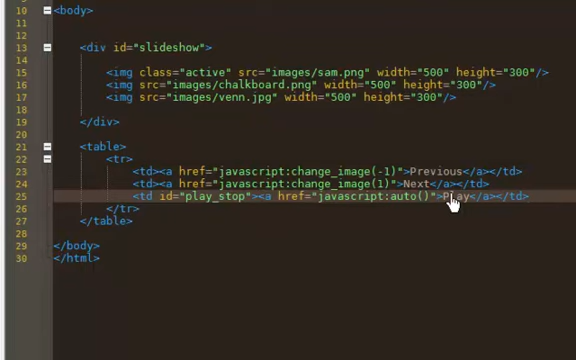 10 <body>
11
12
13 <div id="slideshow">
14
15 <img class="active" src="images/sam.png" width="500" height="300"/>
16 <img src="images/chalkboard.png" width="500" height="300"/>
17 <img src="images/venn.jpg" width="500" height="300"/>
18
19 </div>
20
21 <table>
22 <tr>
23 <td><a href="javascript:change_image(-1)">Previous</a></td>
24 <td><a href="javascript:change_image(1)">Next</a></td>
25 <td id="play_stop"><a href="javascript:auto()">Play</a></td>
26 </tr>
27 </table>
28
29 </body>
30 </html>